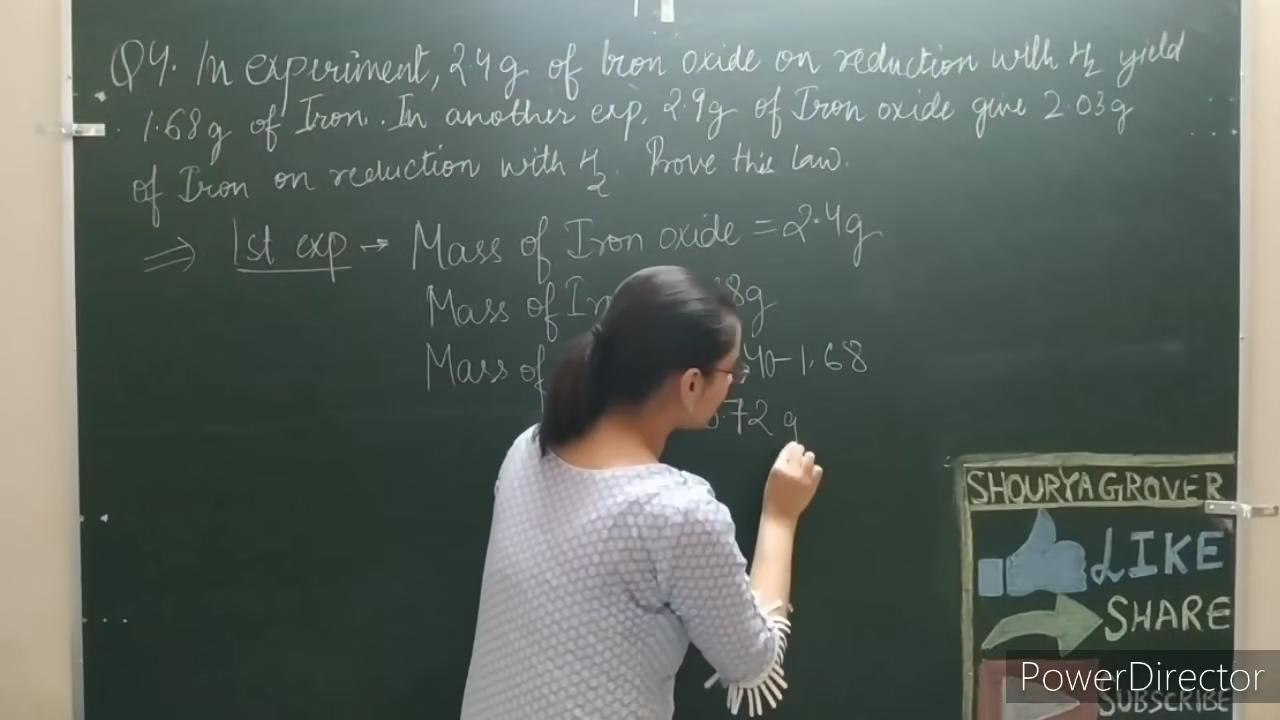 Q4. In experiment, 2.4g of Iron oxide on reduction with H₂ yield
1.68g of Iron. In another exp, 2.9g of Iron oxide give 2.03g
of Iron on reduction with H₂. Prove this law.
⇒ 1st exp → Mass of Iron oxide = 2.4g
Mass of 8g
Mass of .40-1.68
.72 g
SHOURYA GROVER
LIKE
SHARE
SUBSCRIBE
PowerDirector